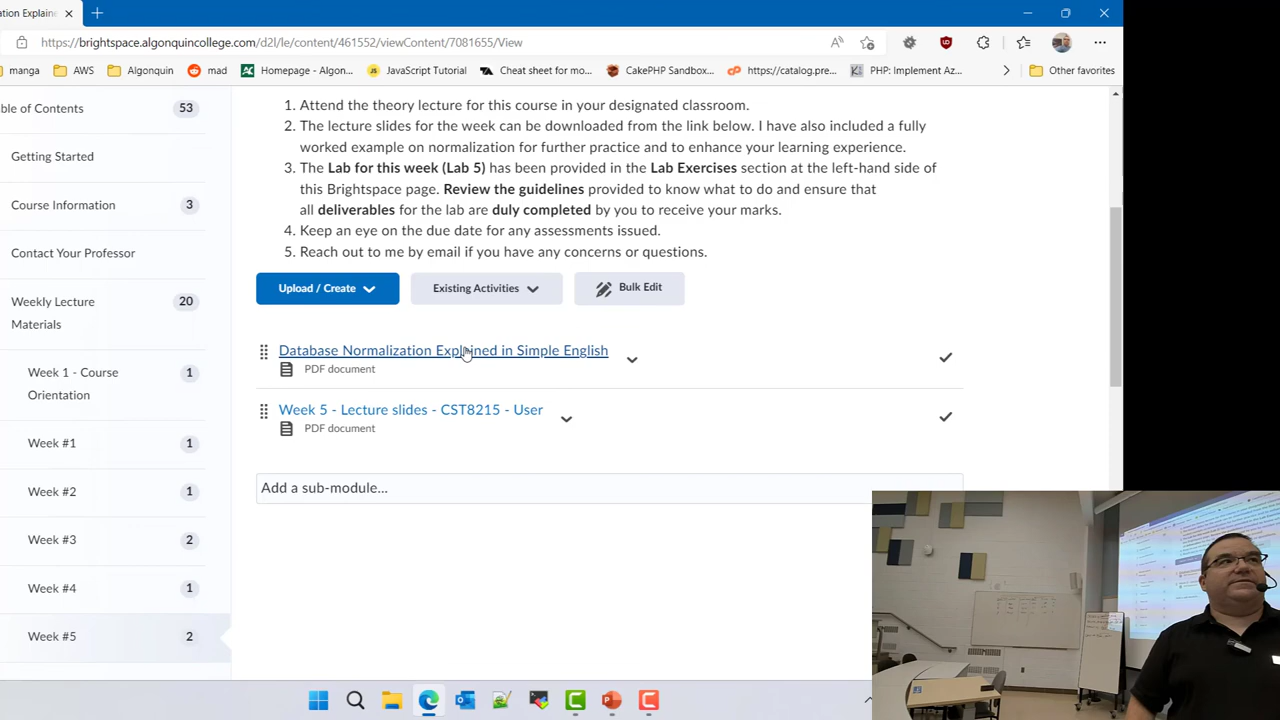 ation Explaine
https://brightspace.algonquincollege.com/d2l/le/content/461552/viewContent/7081655/View
manga
AWS
Algonquin
mad
Homepage - Algon...
JavaScript Tutorial
Cheat sheet for mo...
CakePHP Sandbox...
https://catalog.pre...
PHP: Implement Az...
Other favorites
ble of Contents
53
Getting Started
Course Information
3
Contact Your Professor
Weekly Lecture
Materials
20
Week 1 - Course
Orientation
1
Week #1
1
Week #2
1
Week #3
2
Week #4
1
Week #5
2
1. Attend the theory lecture for this course in your designated classroom.
2. The lecture slides for the week can be downloaded from the link below. I have also included a fully
worked example on normalization for further practice and to enhance your learning experience.
3. The Lab for this week (Lab 5) has been provided in the Lab Exercises section at the left-hand side of
this Brightspace page. Review the guidelines provided to know what to do and ensure that
all deliverables for the lab are duly completed by you to receive your marks.
4. Keep an eye on the due date for any assessments issued.
5. Reach out to me by email if you have any concerns or questions.
Upload / Create
Existing Activities
Bulk Edit
Database Normalization Explained in Simple English
PDF document
Week 5 - Lecture slides - CST8215 - User
PDF document
Add a sub-module...